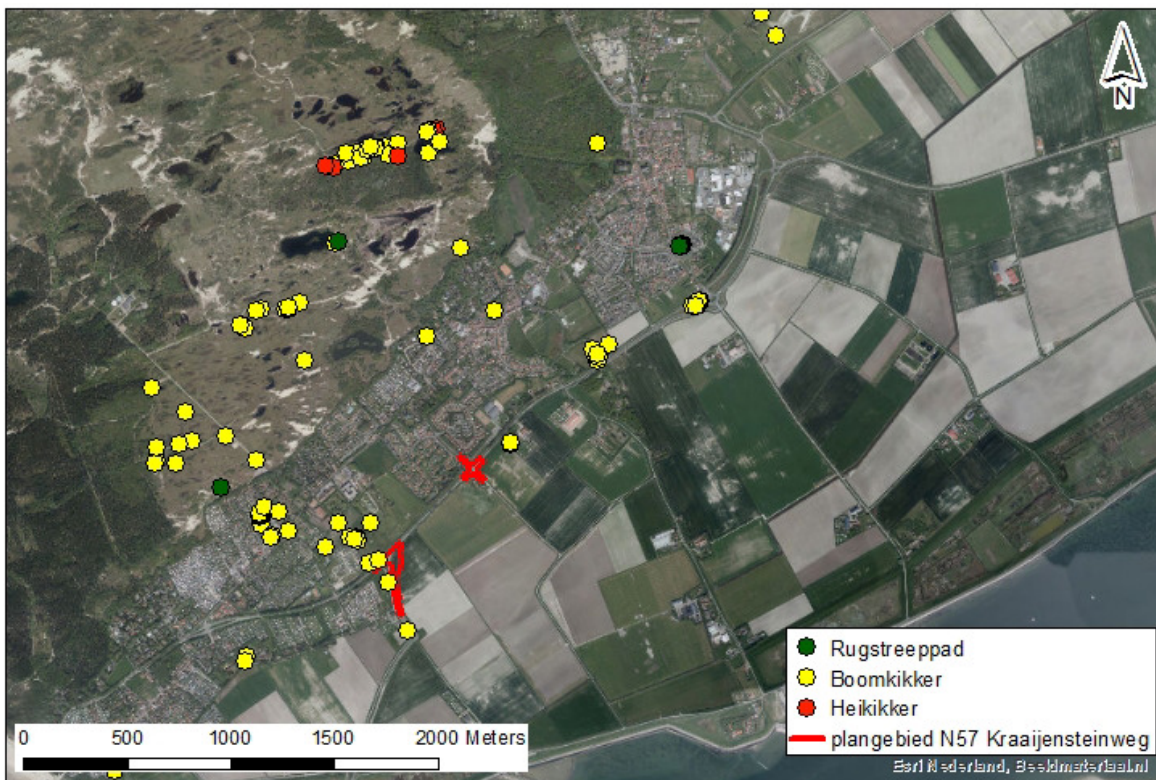 N
Rugstreeppad
Boomkikker
Heikikker
plangebied N57 Kraaijensteinweg
0 500 1000 1500 2000 Meters
Esri Nederland, Beeldmateriaal.nl